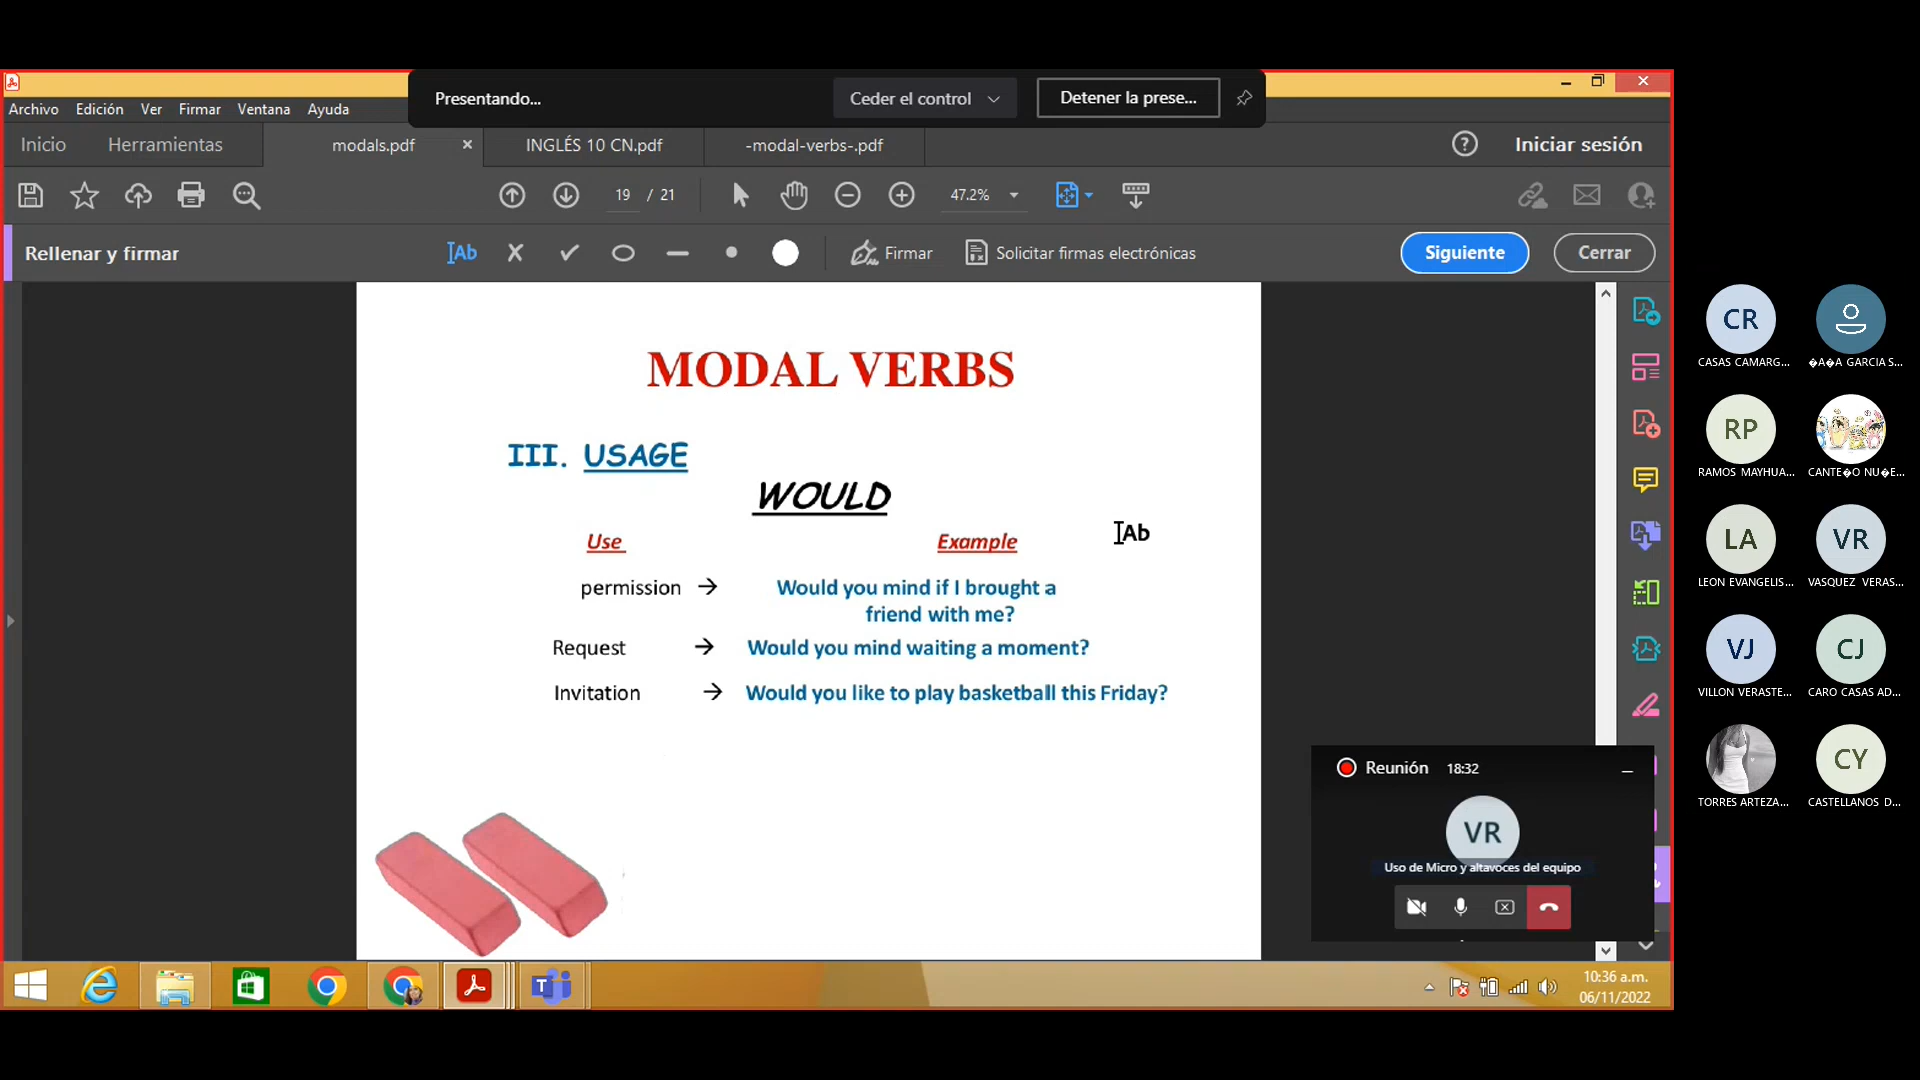 Presentando...
Ceder el control
Detener la prese...
Archivo Edición Ver Firmar Ventana Ayuda
Inicio Herramientas modals.pdf INGLÉS 10 CN.pdf -modal-verbs-.pdf Iniciar sesión
19 / 21 47.2%
Rellenar y firmar Ab Firmar Solicitar firmas electrónicas Siguiente Cerrar
MODAL VERBS
III. USAGE
WOULD
Use Example
Ab
permission → Would you mind if I brought a
friend with me?
Request → Would you mind waiting a moment?
Invitation → Would you like to play basketball this Friday?
Reunión 18:32
VR
Uso de Micro y altavoces del equipo
10:36 a.m.
06/11/2022
CR
CASAS CAMARG... �A�A GARCIA S...
RP
RAMOS MAYHUA... CANTE�O NU�E...
LA VR
LEON EVANGELIS... VASQUEZ VERAS...
VJ CJ
VILLON VERASTE... CARO CASAS AD...
CY
TORRES ARTEZA... CASTELLANOS D...